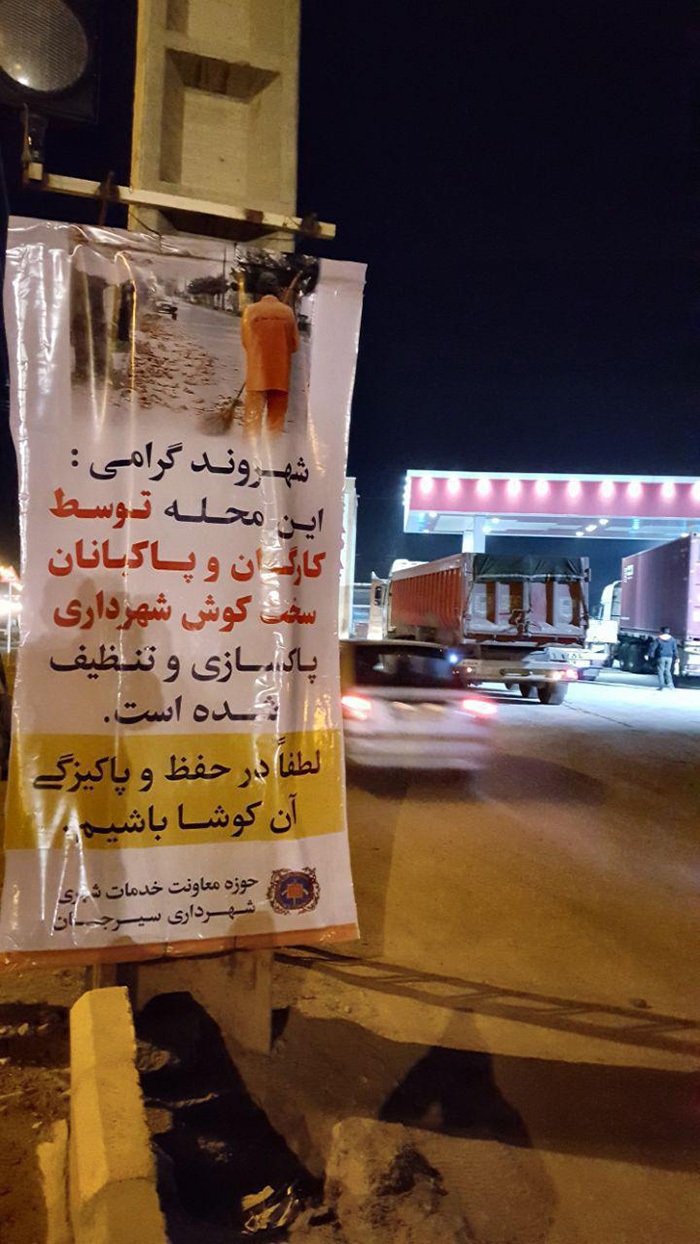 شهروند گرامی :
این محله توسط
کارگران و پاکبانان
سخت کوش شهرداری
پاکسازی و تنظیف
شده است.
لطفاً در حفظ و پاکیزگی
آن کوشا باشیم.
حوزه معاونت خدمات شهری
شهرداری سیرجان